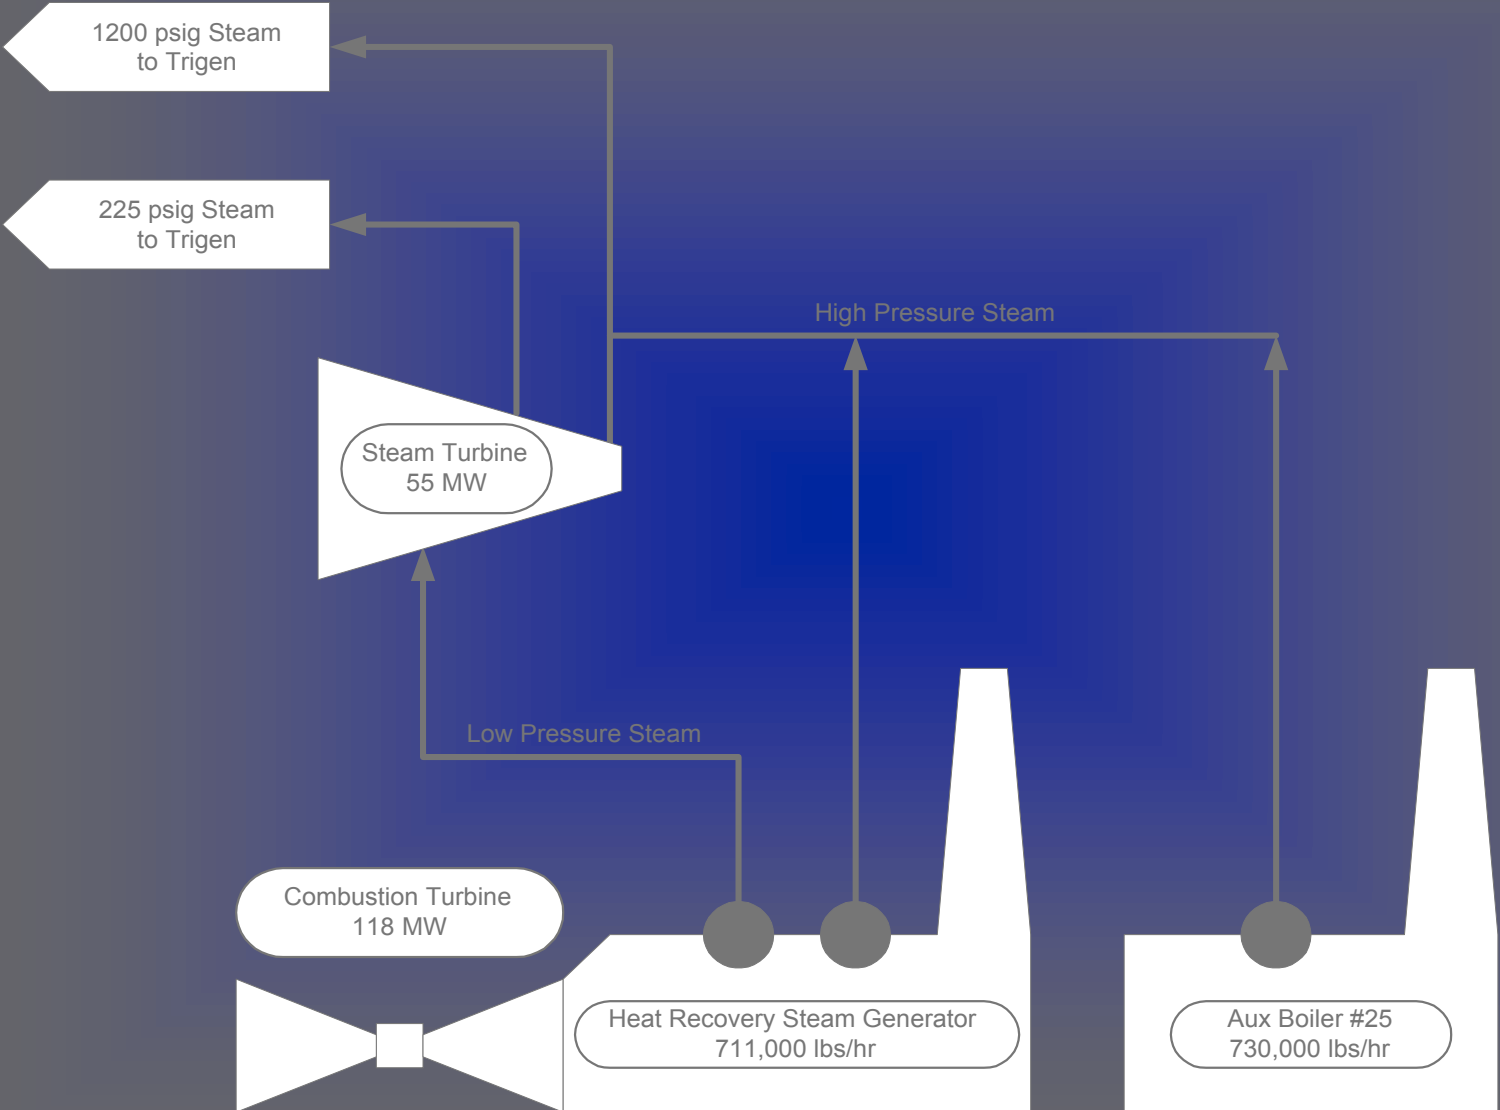 1200 psig Steam
to Trigen
225 psig Steam
to Trigen
High Pressure Steam
Steam Turbine
55 MW
Low Pressure Steam
Combustion Turbine
118 MW
Heat Recovery Steam Generator
711,000 lbs/hr
Aux Boiler #25
730,000 lbs/hr